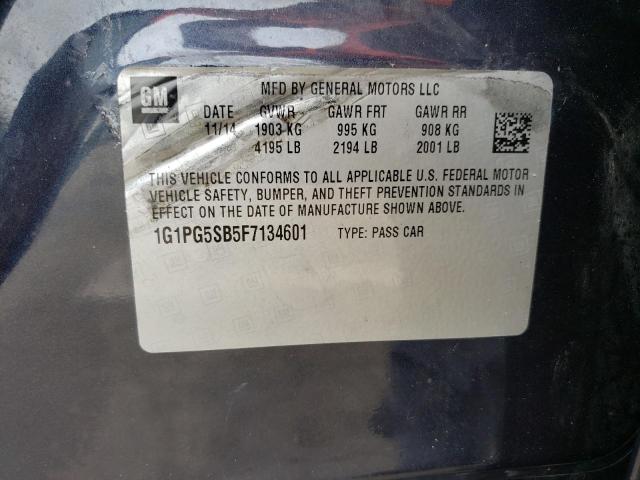 GM
MFD BY GENERAL MOTORS LLC
DATE GVWR GAWR FRT GAWR RR
11/14 1903 KG 995 KG 908 KG
4195 LB 2194 LB 2001 LB
THIS VEHICLE CONFORMS TO ALL APPLICABLE U.S. FEDERAL MOTOR
VEHICLE SAFETY, BUMPER, AND THEFT PREVENTION STANDARDS IN
EFFECT ON THE DATE OF MANUFACTURE SHOWN ABOVE.
1G1PG5SB5F7134601 TYPE: PASS CAR